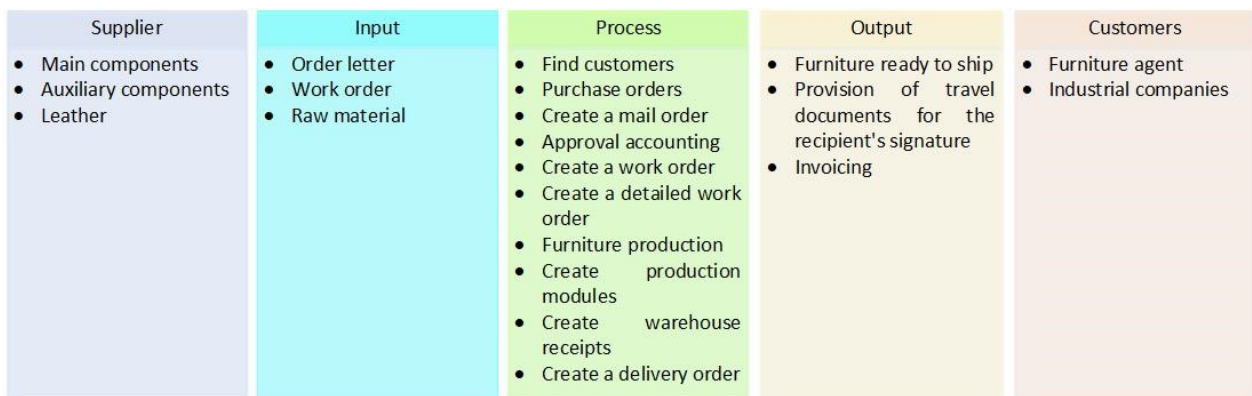 Supplier
• Main components
• Auxiliary components
• Leather
Input
• Order letter
• Work order
• Raw material
Process
• Find customers
• Purchase orders
• Create a mail order
• Approval accounting
• Create a work order
• Create a detailed work
order
• Furniture production
• Create production
modules
• Create warehouse
receipts
• Create a delivery order
Output
• Furniture ready to ship
• Provision of travel
documents for the
recipient's signature
• Invoicing
Customers
• Furniture agent
• Industrial companies